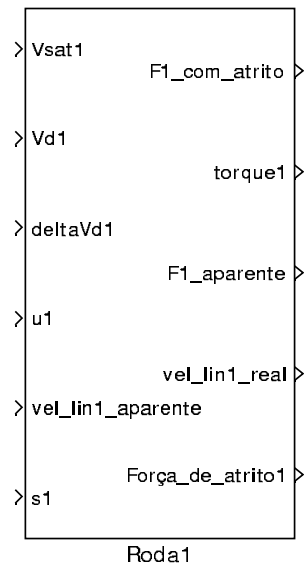 Vsat1
F1_com_atrito
Vd1
torque1
deltaVd1
F1_aparente
u1
vel_lin1_real
vel_lin1_aparente
Força_de_atrito1
s1
Roda1